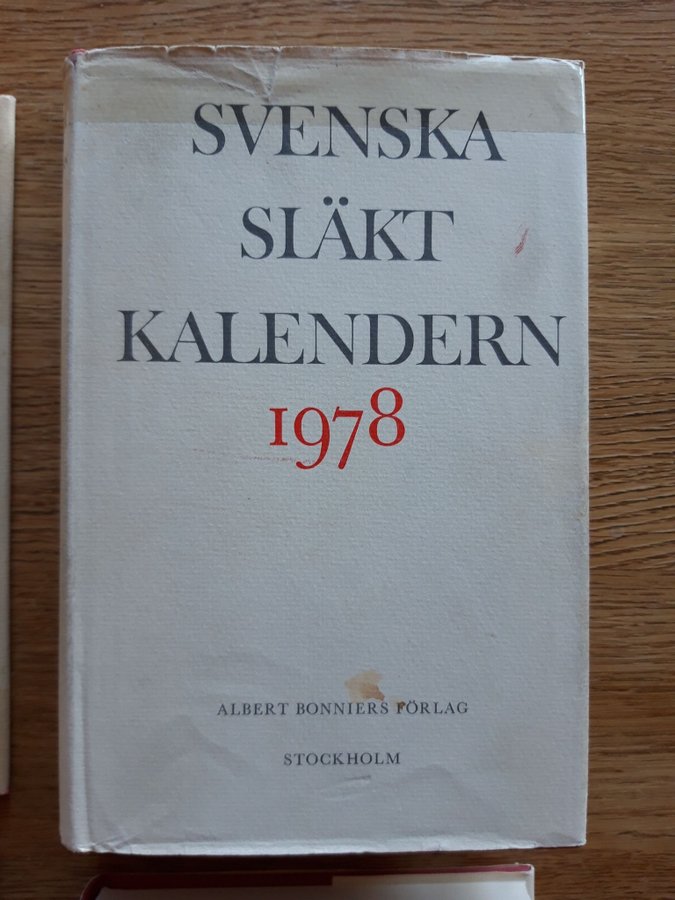 SVENSKA
SLÄKT
KALENDERN
1978
ALBERT BONNIERS FÖRLAG
STOCKHOLM